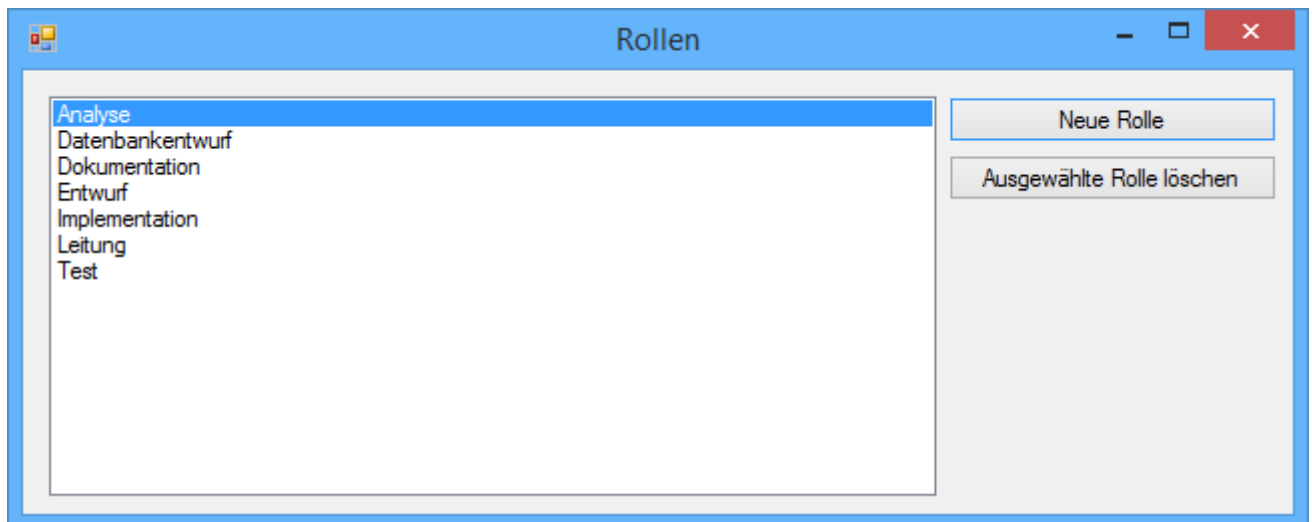 Rollen
Analyse
Datenbankentwurf
Dokumentation
Entwurf
Implementation
Leitung
Test
Neue Rolle
Ausgewählte Rolle löschen